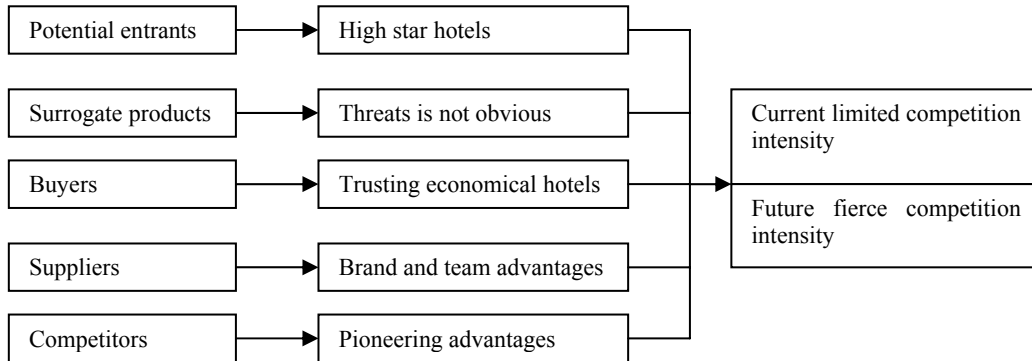 Potential entrants
High star hotels
Surrogate products
Threats is not obvious
Buyers
Trusting economical hotels
Suppliers
Brand and team advantages
Competitors
Pioneering advantages
Current limited competition
intensity
Future fierce competition
intensity